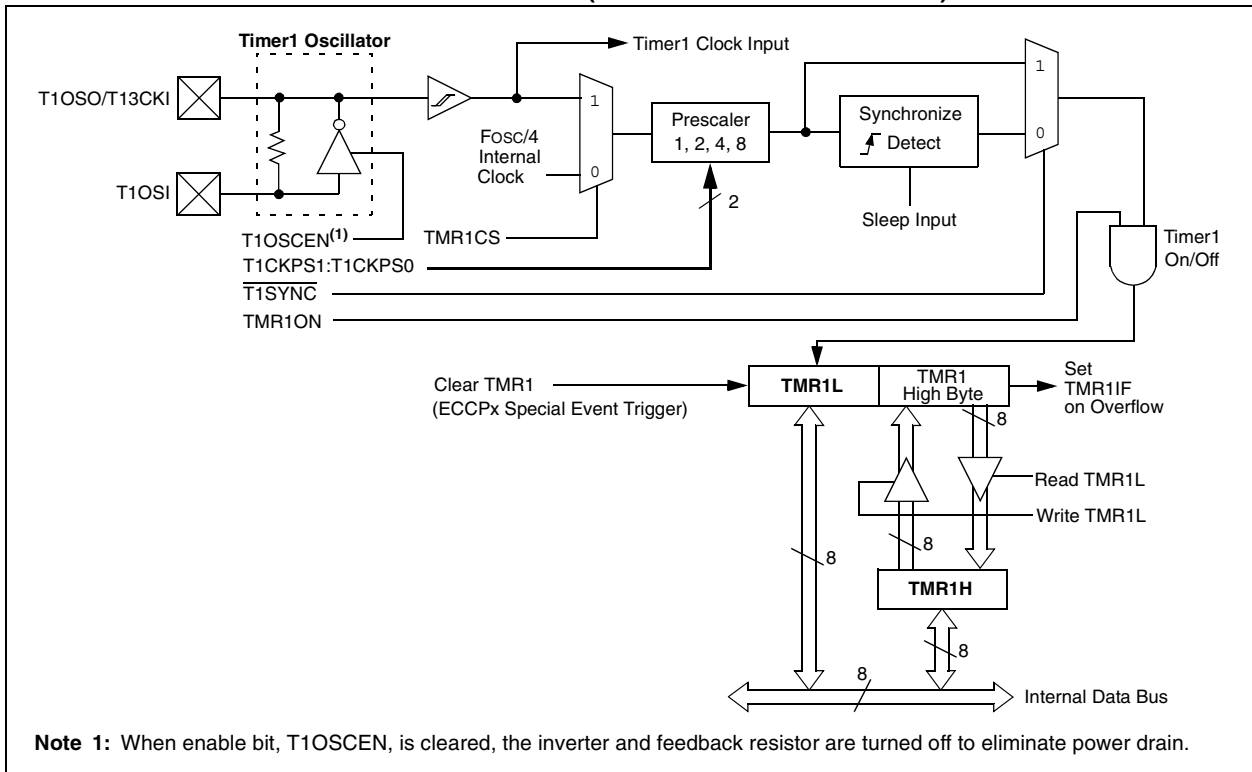 Timer1 Oscillator
Timer1 Clock Input
T1OSO/T13CKI
T1OSI
1
FOSC/4
Internal
Clock
0
Prescaler
1, 2, 4, 8
2
Synchronize
Detect
Sleep Input
1
0
T1OSCEN(1)
TMR1CS
T1CKPS1:T1CKPS0
T1SYNC
TMR1ON
Timer1
On/Off
Clear TMR1
(ECCPx Special Event Trigger)
TMR1L
TMR1
High Byte
Set
TMR1IF
on Overflow
8
Read TMR1L
Write TMR1L
8
8
TMR1H
8
8
Internal Data Bus
Note 1: When enable bit, T1OSCEN, is cleared, the inverter and feedback resistor are turned off to eliminate power drain.